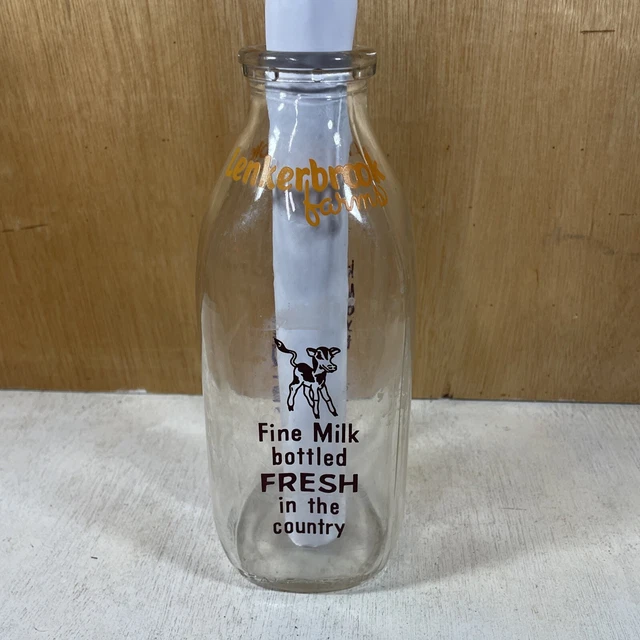 Lenkerbrook
farms
Fine Milk
bottled
FRESH
in the
country